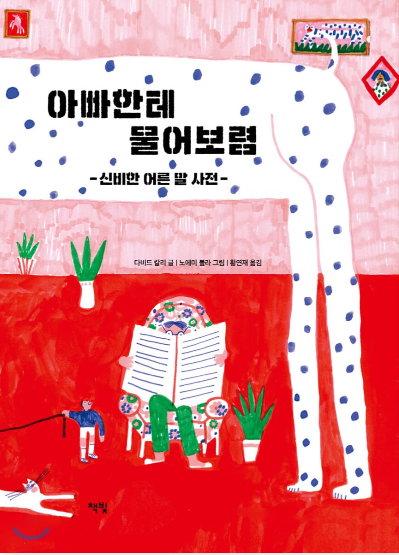 아빠한테
물어보렴
-신비한 어른 말 사전-
다비드 칼리 글 | 노에미 볼라 그림 | 황연재 옮김
책빛